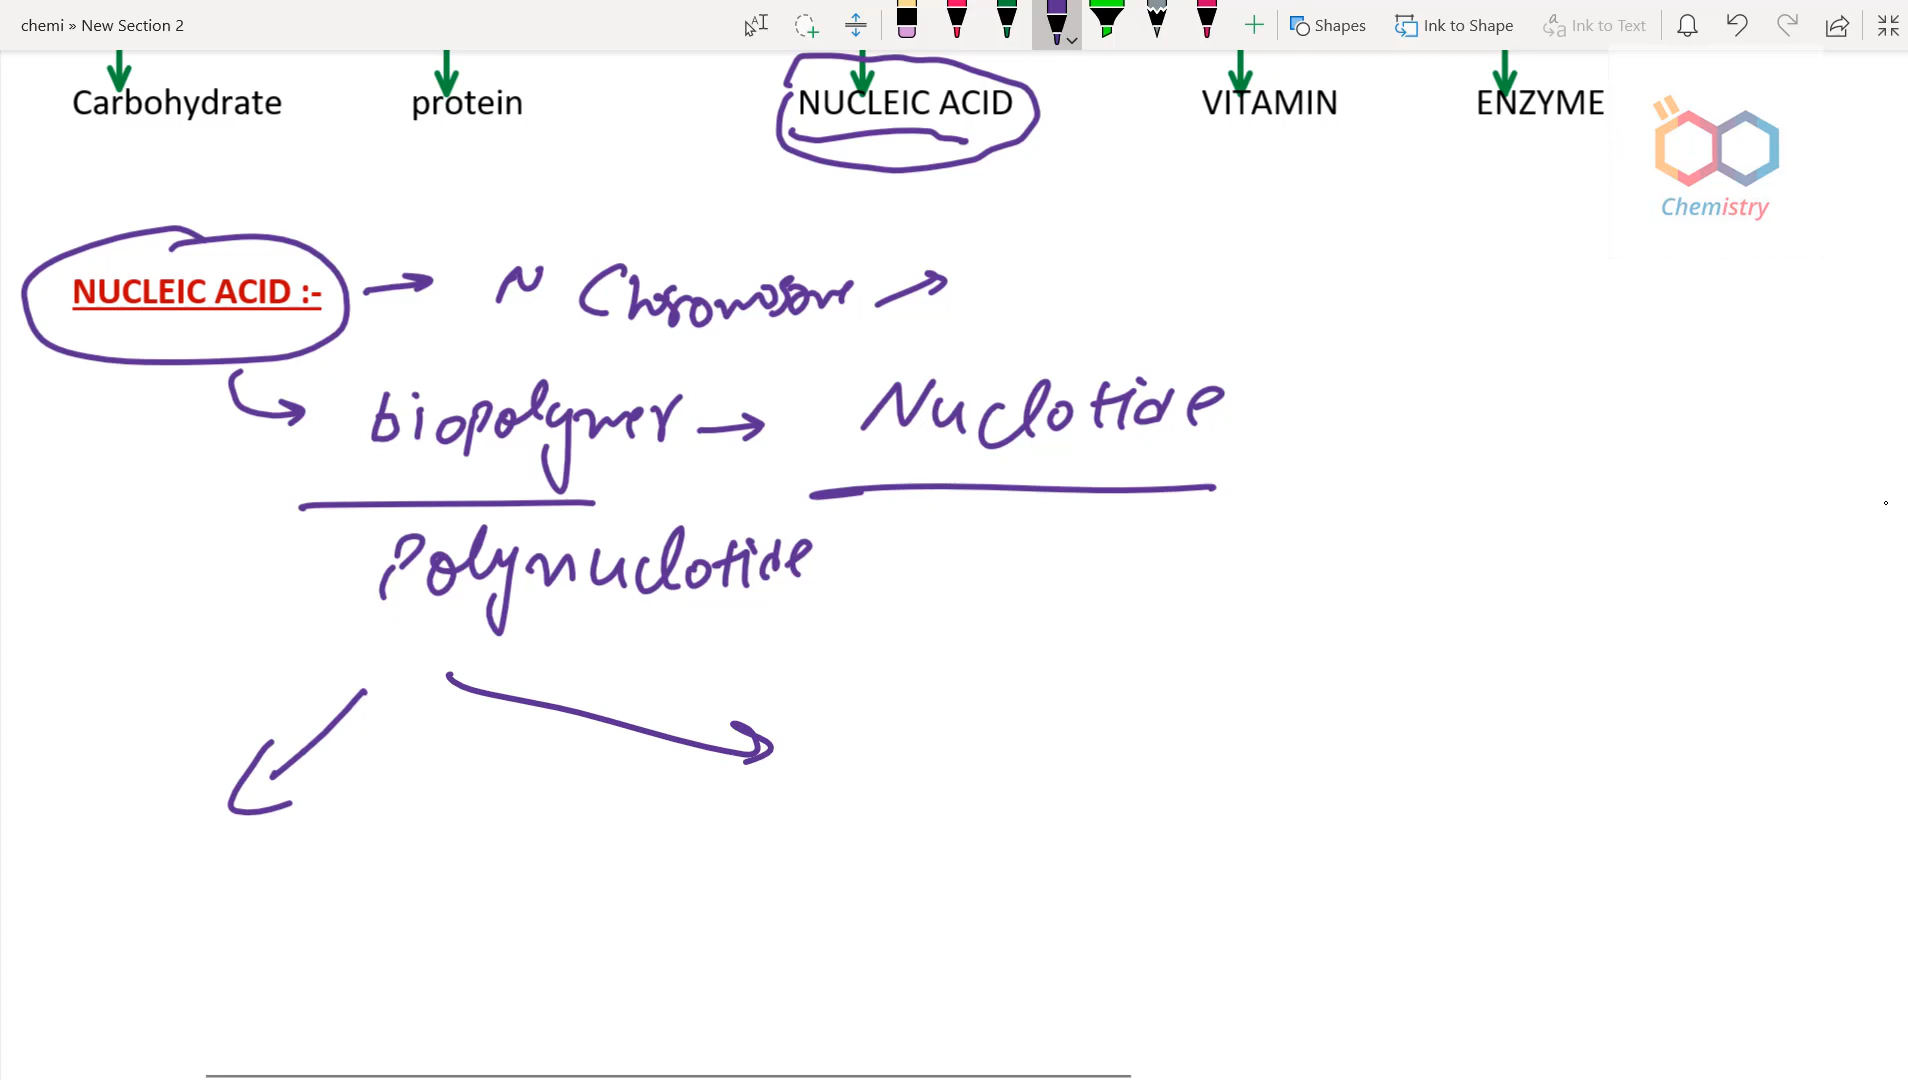 chemi » New Section 2
Shapes
Ink to Shape
Ink to Text
Carbohydrate protein NUCLEIC ACID VITAMIN ENZYME
Chemistry
NUCLEIC ACID :- N Chromosome
biopolymer Nuclotide
Polynuclotide